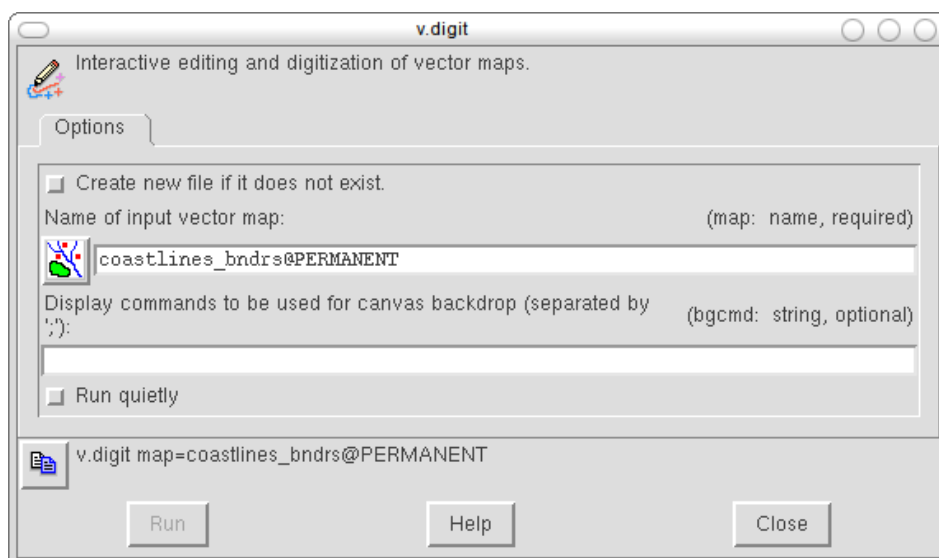 v.digit
Interactive editing and digitization of vector maps.
Options
Create new file if it does not exist.
Name of input vector map:
(map:  name, required)
coastlines_bndrs@PERMANENT
Display commands to be used for canvas backdrop (separated by
';'):
(bgcmd:  string, optional)
Run quietly
v.digit map=coastlines_bndrs@PERMANENT
Run
Help
Close